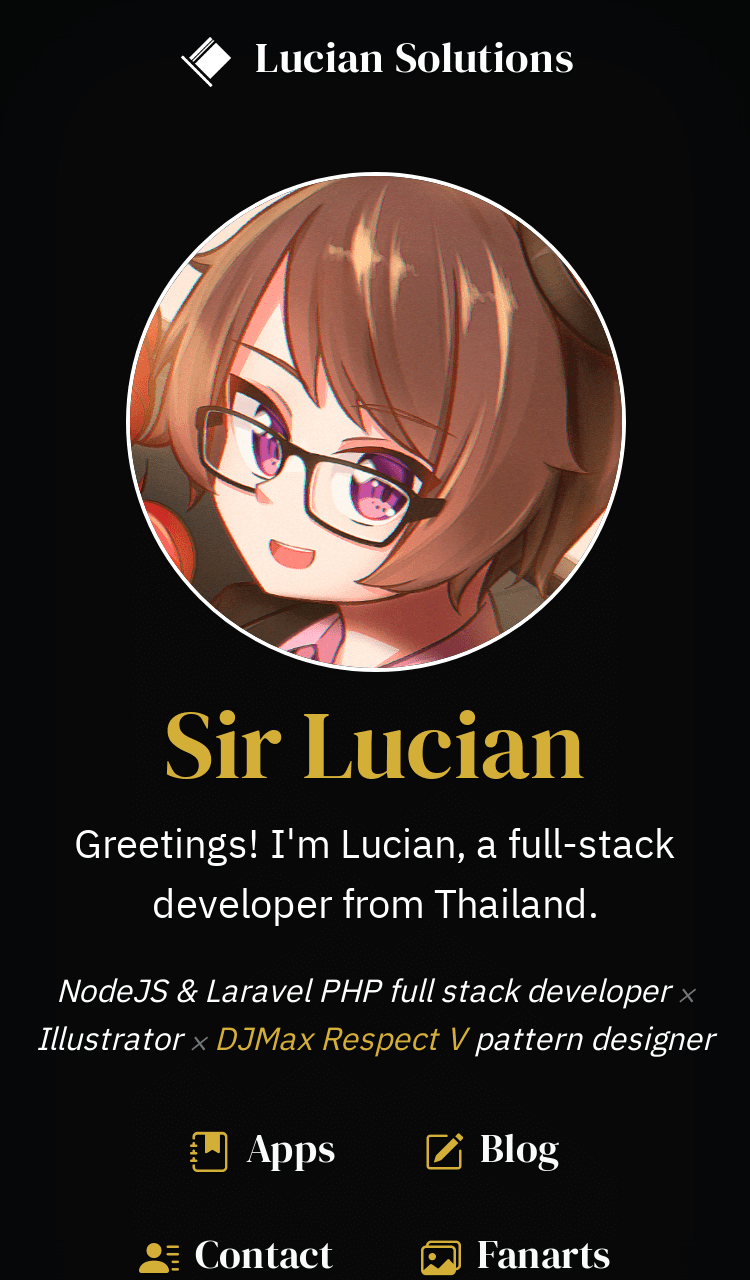 Lucian Solutions
Sir Lucian
Greetings! I'm Lucian, a full-stack
developer from Thailand.
NodeJS & Laravel PHP full stack developer ×
Illustrator × DJMax Respect V pattern designer
Apps Blog
Contact Fanarts